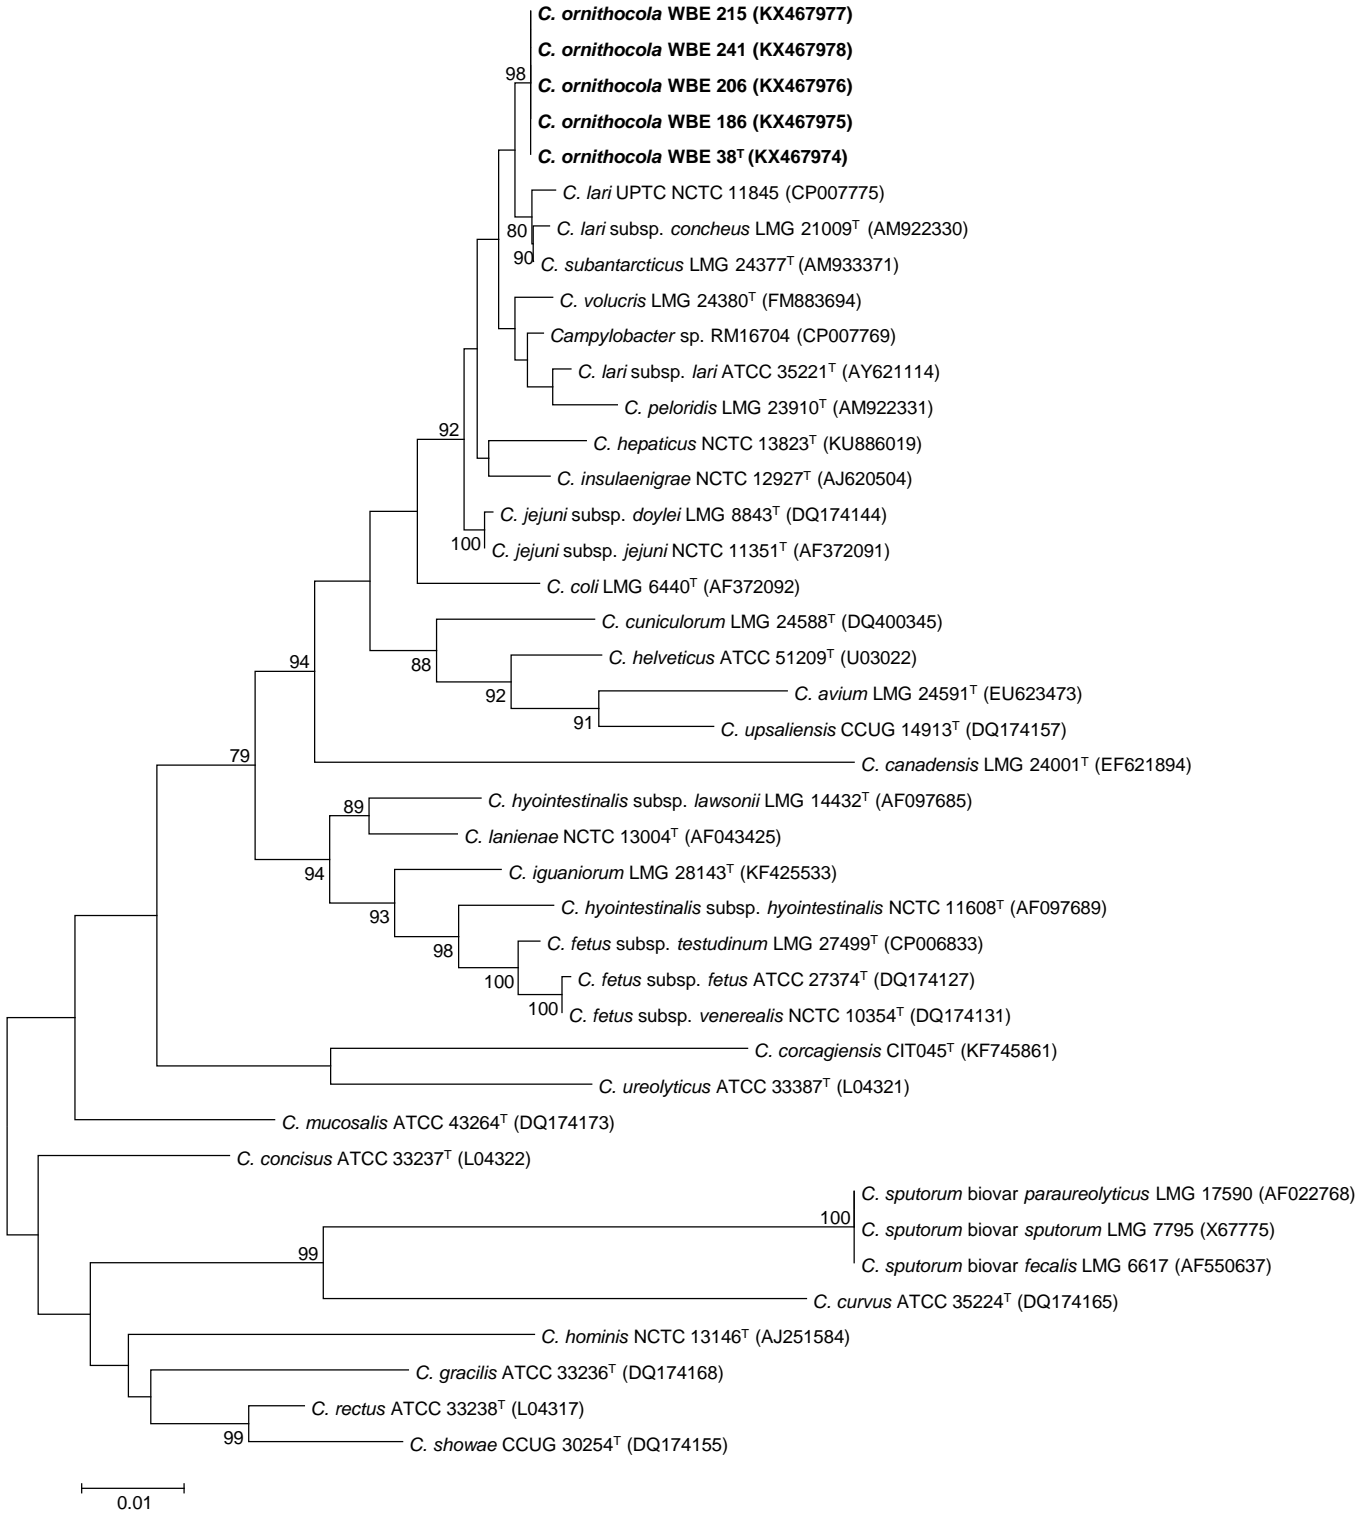 C. ornithocola WBE 215 (KX467977)
C. ornithocola WBE 241 (KX467978)
98
C. ornithocola WBE 206 (KX467976)
C. ornithocola WBE 186 (KX467975)
C. ornithocola WBE 38ᵀ (KX467974)
C. lari UPTC NCTC 11845 (CP007775)
80
C. lari subsp. concheus LMG 21009ᵀ (AM922330)
90
C. subantarcticus LMG 24377ᵀ (AM933371)
C. volucris LMG 24380ᵀ (FM883694)
Campylobacter sp. RM16704 (CP007769)
C. lari subsp. lari ATCC 35221ᵀ (AY621114)
C. peloridis LMG 23910ᵀ (AM922331)
92
C. hepaticus NCTC 13823ᵀ (KU886019)
C. insulaenigrae NCTC 12927ᵀ (AJ620504)
C. jejuni subsp. doylei LMG 8843ᵀ (DQ174144)
100
C. jejuni subsp. jejuni NCTC 11351ᵀ (AF372091)
C. coli LMG 6440ᵀ (AF372092)
C. cuniculorum LMG 24588ᵀ (DQ400345)
88
C. helveticus ATCC 51209ᵀ (U03022)
94
92
C. avium LMG 24591ᵀ (EU623473)
91
C. upsaliensis CCUG 14913ᵀ (DQ174157)
79
C. canadensis LMG 24001ᵀ (EF621894)
C. hyointestinalis subsp. lawsonii LMG 14432ᵀ (AF097685)
89
C. lanienae NCTC 13004ᵀ (AF043425)
94
C. iguaniorum LMG 28143ᵀ (KF425533)
93
C. hyointestinalis subsp. hyointestinalis NCTC 11608ᵀ (AF097689)
98
C. fetus subsp. testudinum LMG 27499ᵀ (CP006833)
100
C. fetus subsp. fetus ATCC 27374ᵀ (DQ174127)
100
C. fetus subsp. venerealis NCTC 10354ᵀ (DQ174131)
C. corcagiensis CIT045ᵀ (KF745861)
C. ureolyticus ATCC 33387ᵀ (L04321)
C. mucosalis ATCC 43264ᵀ (DQ174173)
C. concisus ATCC 33237ᵀ (L04322)
C. sputorum biovar paraureolyticus LMG 17590 (AF022768)
100
C. sputorum biovar sputorum LMG 7795 (X67775)
99
C. sputorum biovar fecalis LMG 6617 (AF550637)
C. curvus ATCC 35224ᵀ (DQ174165)
C. hominis NCTC 13146ᵀ (AJ251584)
C. gracilis ATCC 33236ᵀ (DQ174168)
C. rectus ATCC 33238ᵀ (L04317)
99
C. showae CCUG 30254ᵀ (DQ174155)
0.01